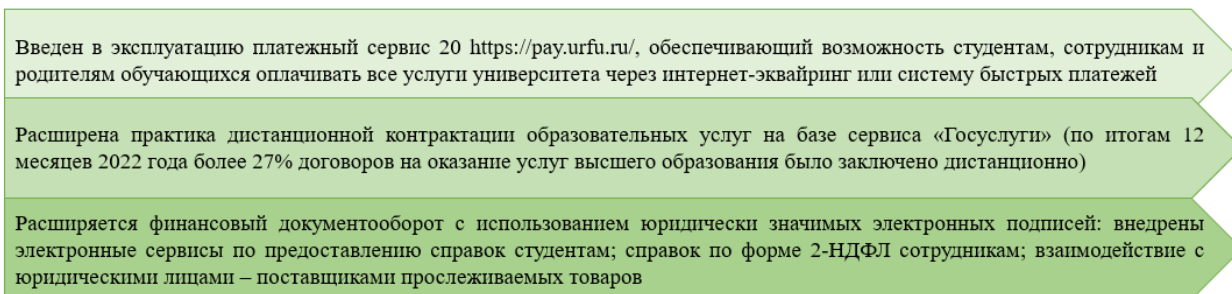 Введен в эксплуатацию платежный сервис 20 https://pay.urfu.ru/, обеспечивающий возможность студентам, сотрудникам и
родителям обучающихся оплачивать все услуги университета через интернет-эквайринг или систему быстрых платежей
Расширена практика дистанционной контрактации образовательных услуг на базе сервиса «Госуслуги» (по итогам 12
месяцев 2022 года более 27% договоров на оказание услуг высшего образования было заключено дистанционно)
Расширяется финансовый документооборот с использованием юридически значимых электронных подписей: внедрены
электронные сервисы по предоставлению справок студентам; справок по форме 2-НДФЛ сотрудникам; взаимодействие с
юридическими лицами – поставщиками прослеживаемых товаров